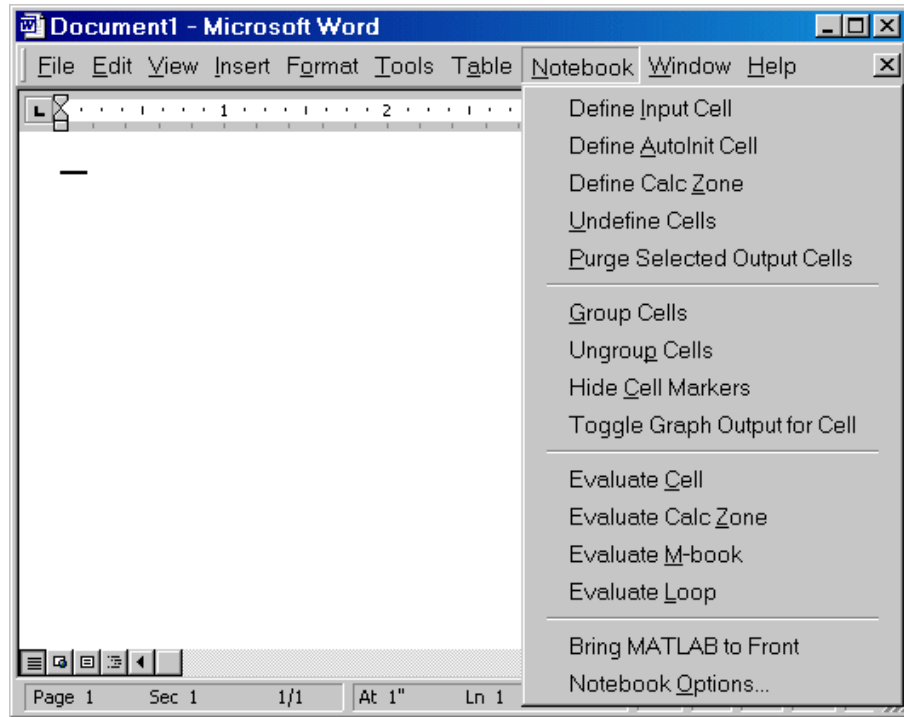 Document1 - Microsoft Word
File Edit View Insert Format Tools Table Notebook Window Help
1 2
Define Input Cell
Define AutoInit Cell
Define Calc Zone
Undefine Cells
Purge Selected Output Cells
Group Cells
Ungroup Cells
Hide Cell Markers
Toggle Graph Output for Cell
Evaluate Cell
Evaluate Calc Zone
Evaluate M-book
Evaluate Loop
Bring MATLAB to Front
Notebook Options...
Page 1 Sec 1 1/1 At 1" Ln 1